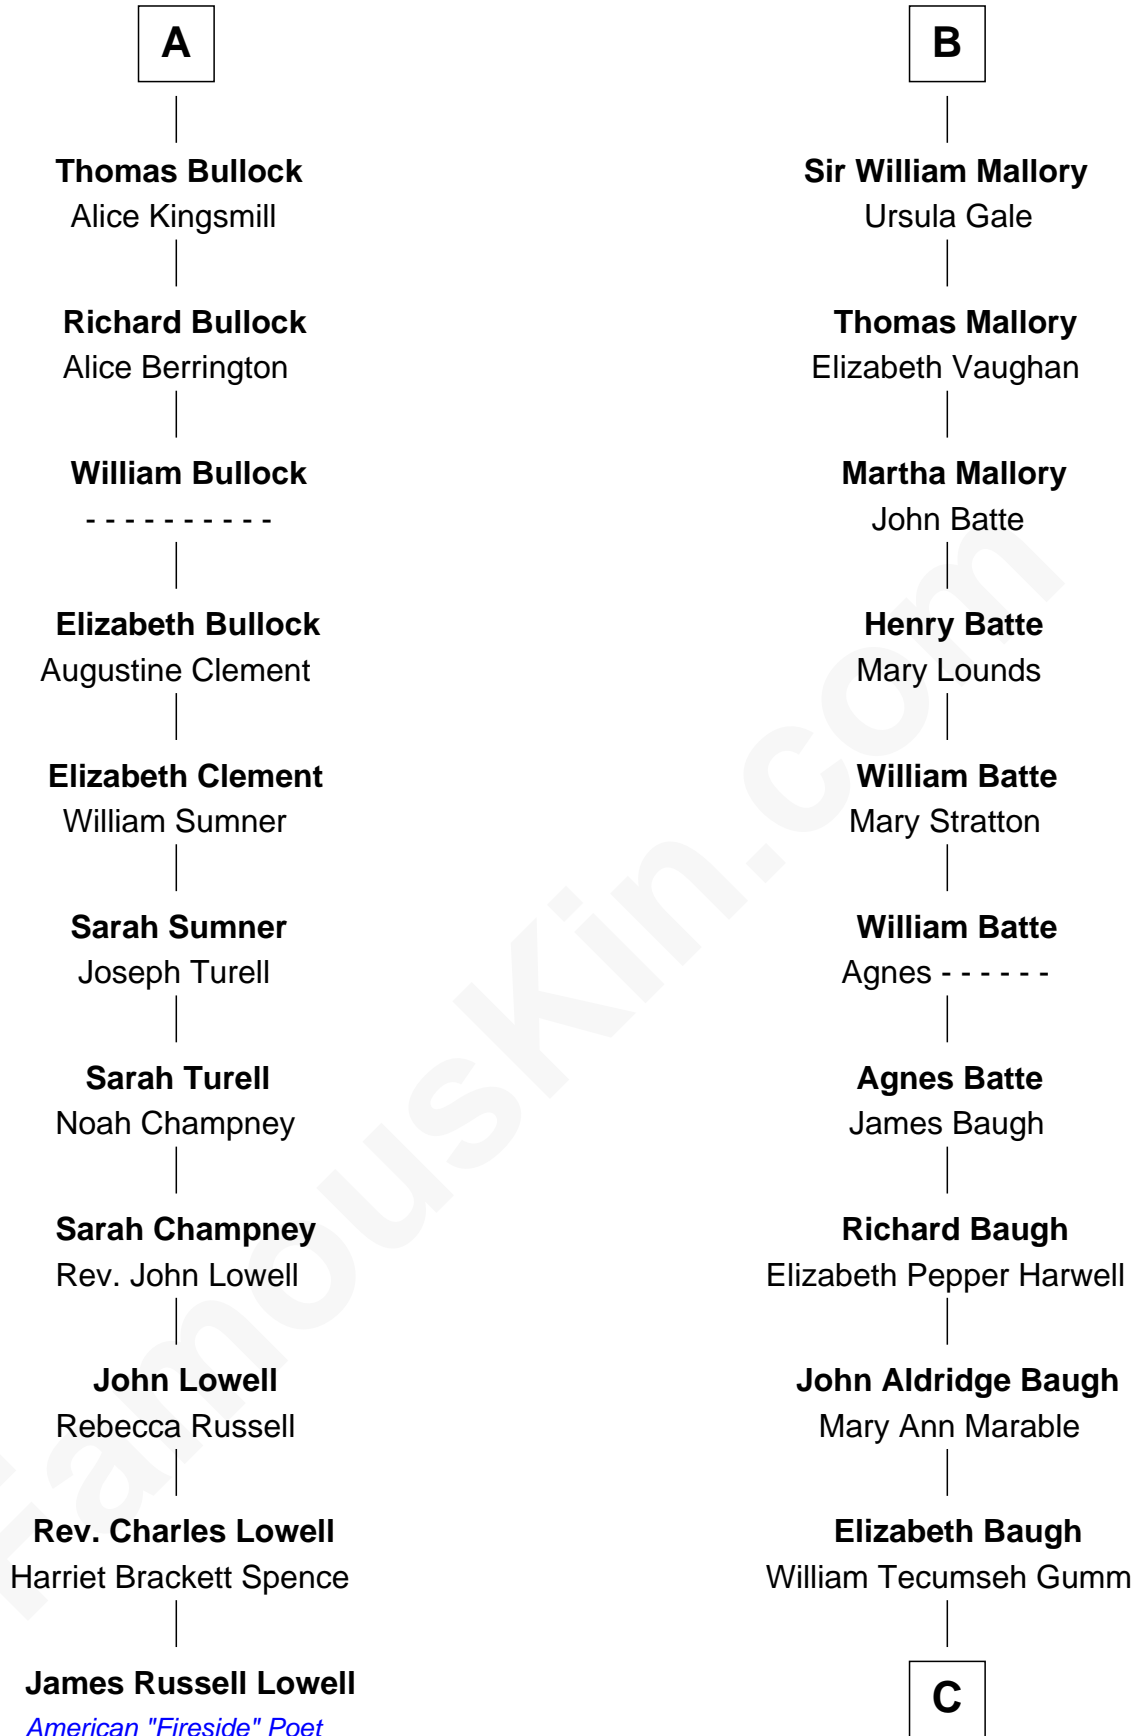 A
Thomas Bullock
Alice Kingsmill
Richard Bullock
Alice Berrington
William Bullock
- - - - - - - - - -
Elizabeth Bullock
Augustine Clement
Elizabeth Clement
William Sumner
Sarah Sumner
Joseph Turell
Sarah Turell
Noah Champney
Sarah Champney
Rev. John Lowell
John Lowell
Rebecca Russell
Rev. Charles Lowell
Harriet Brackett Spence
James Russell Lowell
American "Fireside" Poet
B
Sir William Mallory
Ursula Gale
Thomas Mallory
Elizabeth Vaughan
Martha Mallory
John Batte
Henry Batte
Mary Lounds
William Batte
Mary Stratton
William Batte
Agnes - - - - - -
Agnes Batte
James Baugh
Richard Baugh
Elizabeth Pepper Harwell
John Aldridge Baugh
Mary Ann Marable
Elizabeth Baugh
William Tecumseh Gumm
C
FamousKin.com